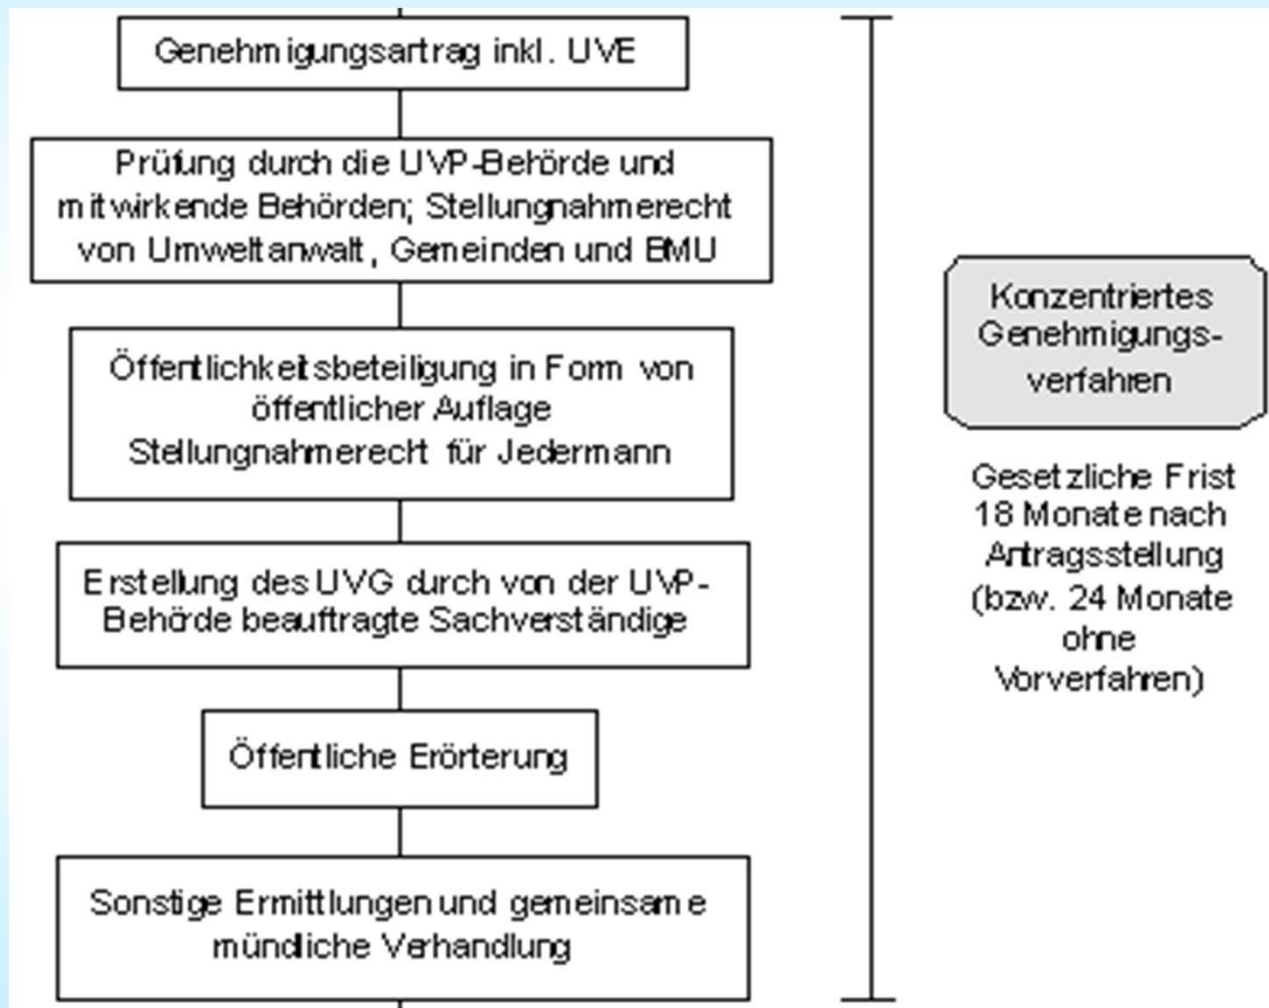 Genehmigungsartrag inkl. UVE
Prüfung durch die UVP-Behörde und
mitwirkende Behörden; Stellungnahmerecht
von Umweltanwalt, Gemeinden und BMU
Öffentlichkeitsbeteiligung in Form von
öffentlicher Auflage
Stellungnahmerecht für Jedermann
Erstellung des UVG durch von der UVP-
Behörde beauftragte Sachverständige
Öffentliche Erörterung
Sonstige Ermittlungen und gemeinsame
mündliche Verhandlung
Konzentriertes
Genehmigungs-
verfahren
Gesetzliche Frist
18 Monate nach
Antragsstellung
(bzw. 24 Monate
ohne
Vorverfahren)